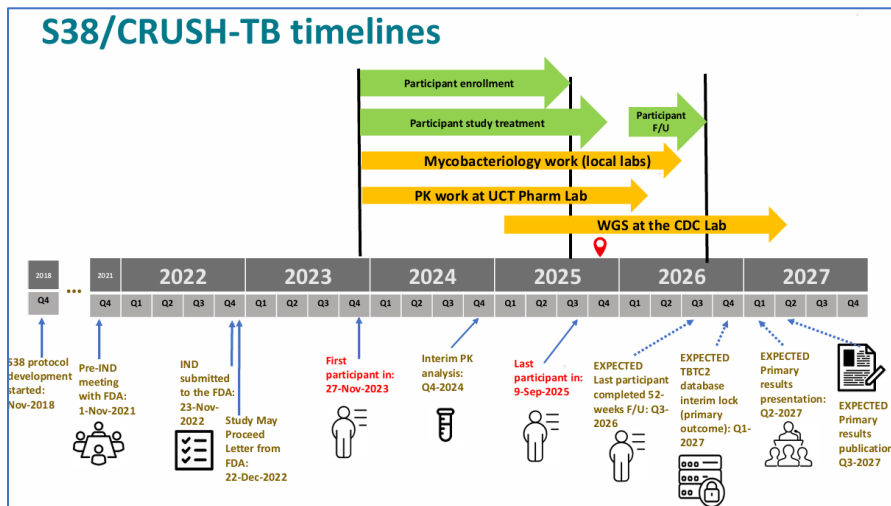 S38/CRUSH-TB timelines
Participant enrollment
Participant study treatment
Participant
F/U
Mycobacteriology work (local labs)
PK work at UCT Pharm Lab
WGS at the CDC Lab
2018
...
2021
2022
2023
2024
2025
2026
2027
Q4
Q4
Q1
Q2
Q3
Q4
Q1
Q2
Q3
Q4
Q1
Q2
Q3
Q4
Q1
Q2
Q3
Q4
Q1
Q2
Q3
Q4
Q1
Q2
Q3
Q4
S38 protocol
development
started:
Nov-2018
Pre-IND
meeting
with FDA:
1-Nov-2021
IND
submitted
to the FDA:
23-Nov-
2022
Study May
Proceed
Letter from
FDA:
22-Dec-2022
First
participant in:
27-Nov-2023
Interim PK
analysis:
Q4-2024
Last
participant in:
9-Sep-2025
EXPECTED
Last participant
completed 52-
weeks F/U: Q3-
2026
EXPECTED
TBTC2
database
interim lock
(primary
outcome): Q1-
2027
EXPECTED
Primary
results
presentation:
Q2-2027
EXPECTED
Primary
results
publication
Q3-2027